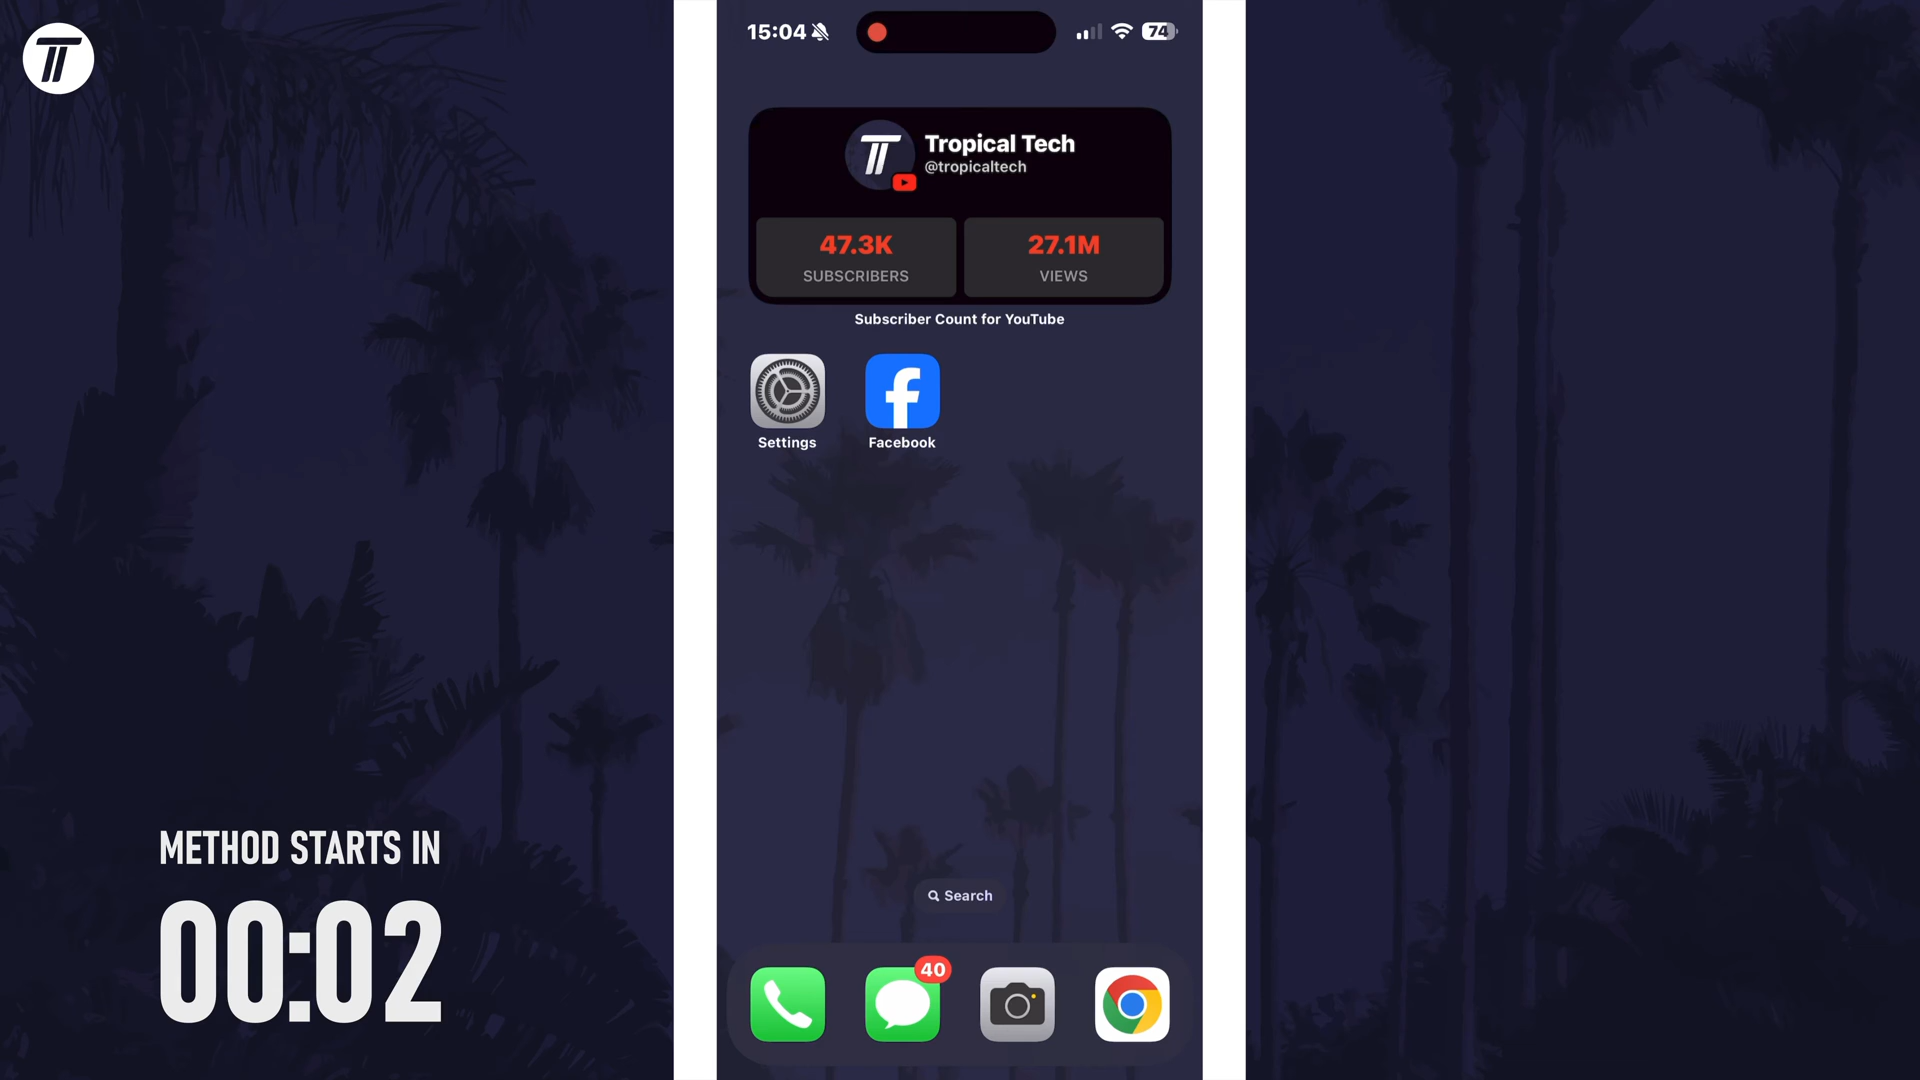 15:04
74
Tropical Tech
@tropicaltech
47.3K
SUBSCRIBERS
27.1M
VIEWS
Subscriber Count for YouTube
Settings
Facebook
METHOD STARTS IN
00:02
Search
40